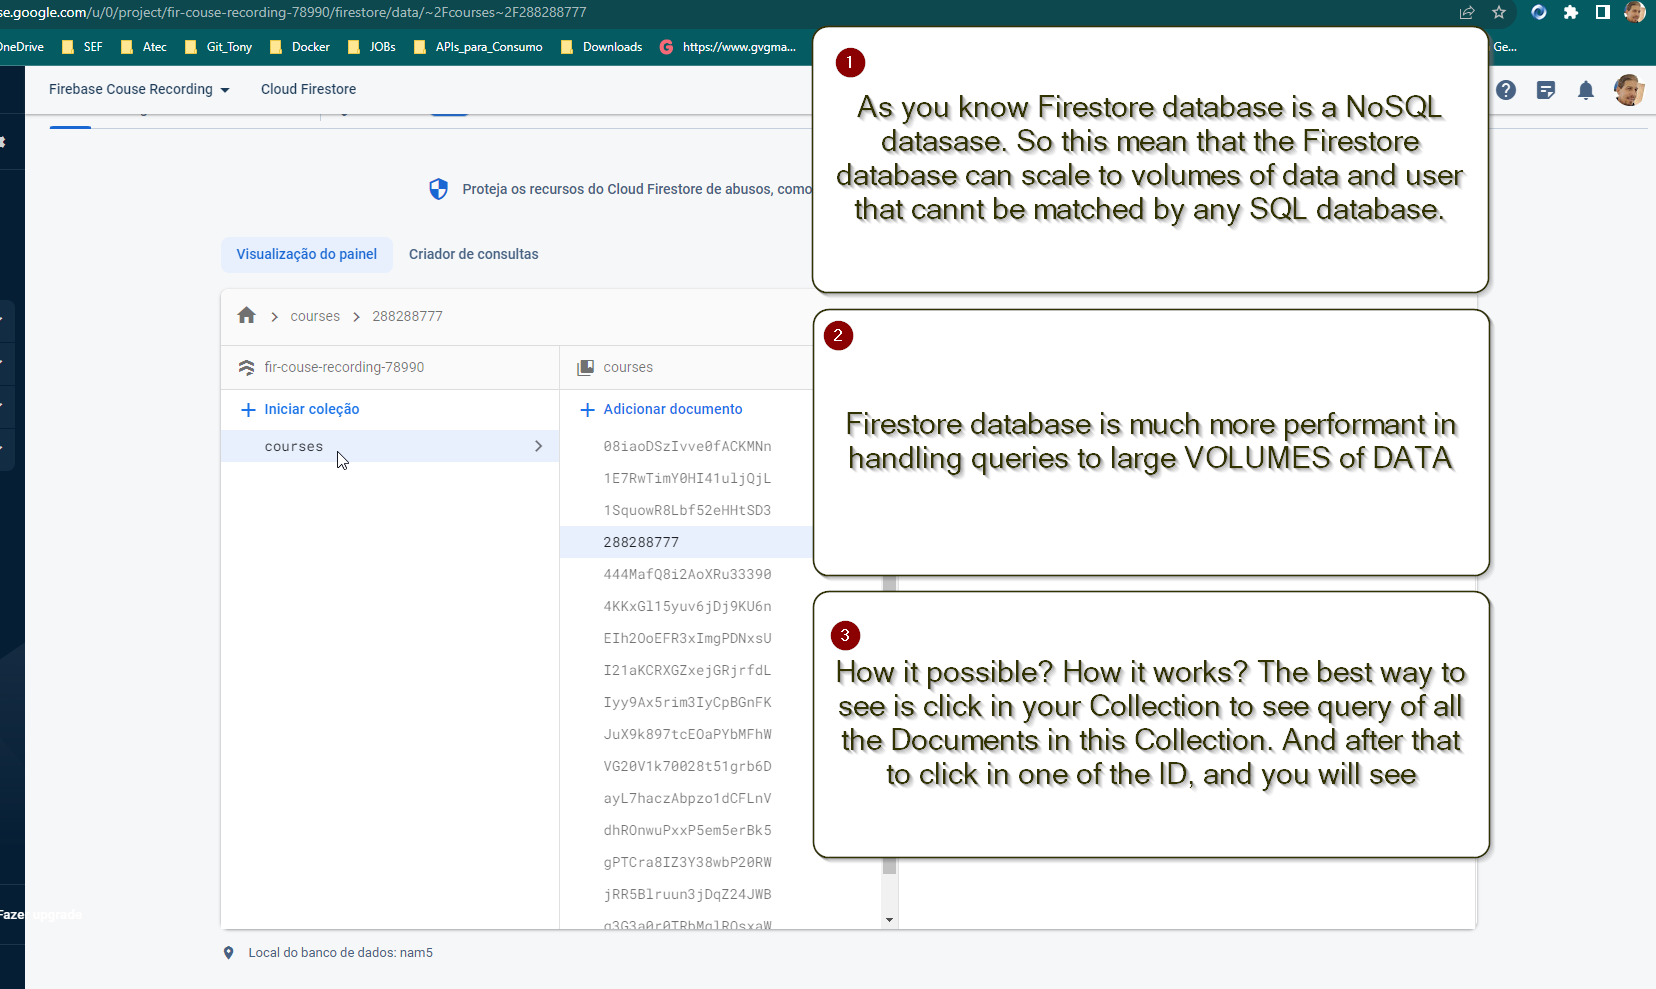 se.google.com/u/0/project/fir-couse-recording-78990/firestore/data/~2Fcourses~2F288288777
OneDrive SEF Atec Git_Tony Docker JOBs APIs_para_Consumo Downloads https://www.gvgma... Ge...
Firebase Couse Recording Cloud Firestore
Proteja os recursos do Cloud Firestore de abusos, como
Visualização do painel Criador de consultas
courses 288288777
fir-couse-recording-78990 courses
Iniciar coleção Adicionar documento
courses
08iaoDSzIvve0fACKMNn
1E7RwTimY0HI41uljQjL
1SquowR8Lbf52eHHtSD3
288288777
444MafQ8i2AoXRu33390
4KKxGl15yuv6jDj9KU6n
EIh2OoEFR3xImgPDNxsU
I21aKCRXGZxejGRjrfdL
Iyy9Ax5rim3IyCpBGnFK
JuX9k897tcEOaPYbMFhW
VG20V1k70028t51grb6D
ayL7haczAbpzo1dCFLnV
dhROnwuPxxP5em5erBk5
gPTCra8IZ3Y38wbP20RW
jRR5Blruun3jDqZ24JWB
Fazer upgrade
Local do banco de dados: nam5
1
As you know Firestore database is a NoSQL
datasase. So this mean that the Firestore
database can scale to volumes of data and user
that cannt be matched by any SQL database.
2
Firestore database is much more performant in
handling queries to large VOLUMES of DATA
3
How it possible? How it works? The best way to
see is click in your Collection to see query of all
the Documents in this Collection. And after that
to click in one of the ID, and you will see